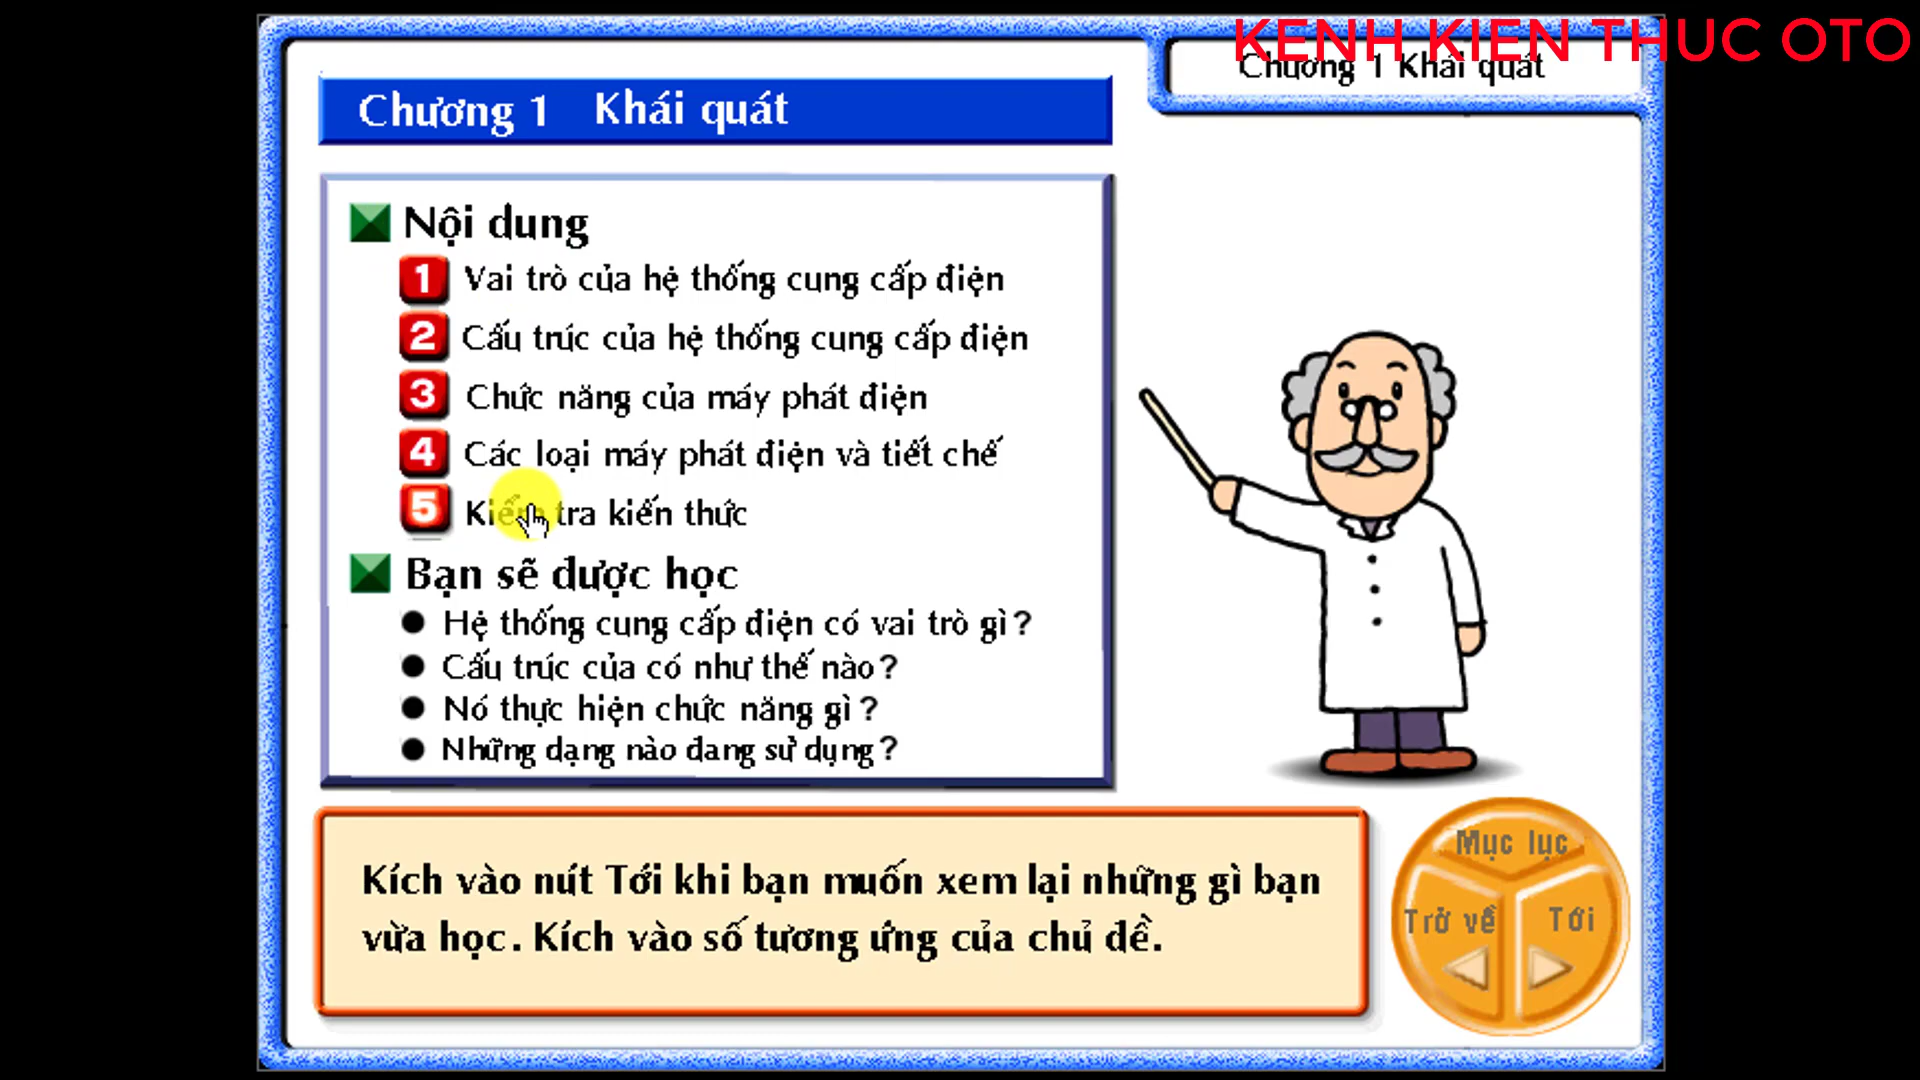 KENH KIEN THUC OTO
Chương 1 Khái quát
Chương 1 Khái quát
Nội dung
1 Vai trò của hệ thống cung cấp điện
2 Cấu trúc của hệ thống cung cấp điện
3 Chức năng của máy phát điện
4 Các loại máy phát điện và tiết chế
5 Kiểm tra kiến thức
Bạn sẽ được học
● Hệ thống cung cấp điện có vai trò gì?
● Cấu trúc của có như thế nào?
● Nó thực hiện chức năng gì?
● Những dạng nào đang sử dụng?
Kích vào nút Tới khi bạn muốn xem lại những gì bạn
vừa học. Kích vào số tương ứng của chủ đề.
Mục lục
Trở về
Tới